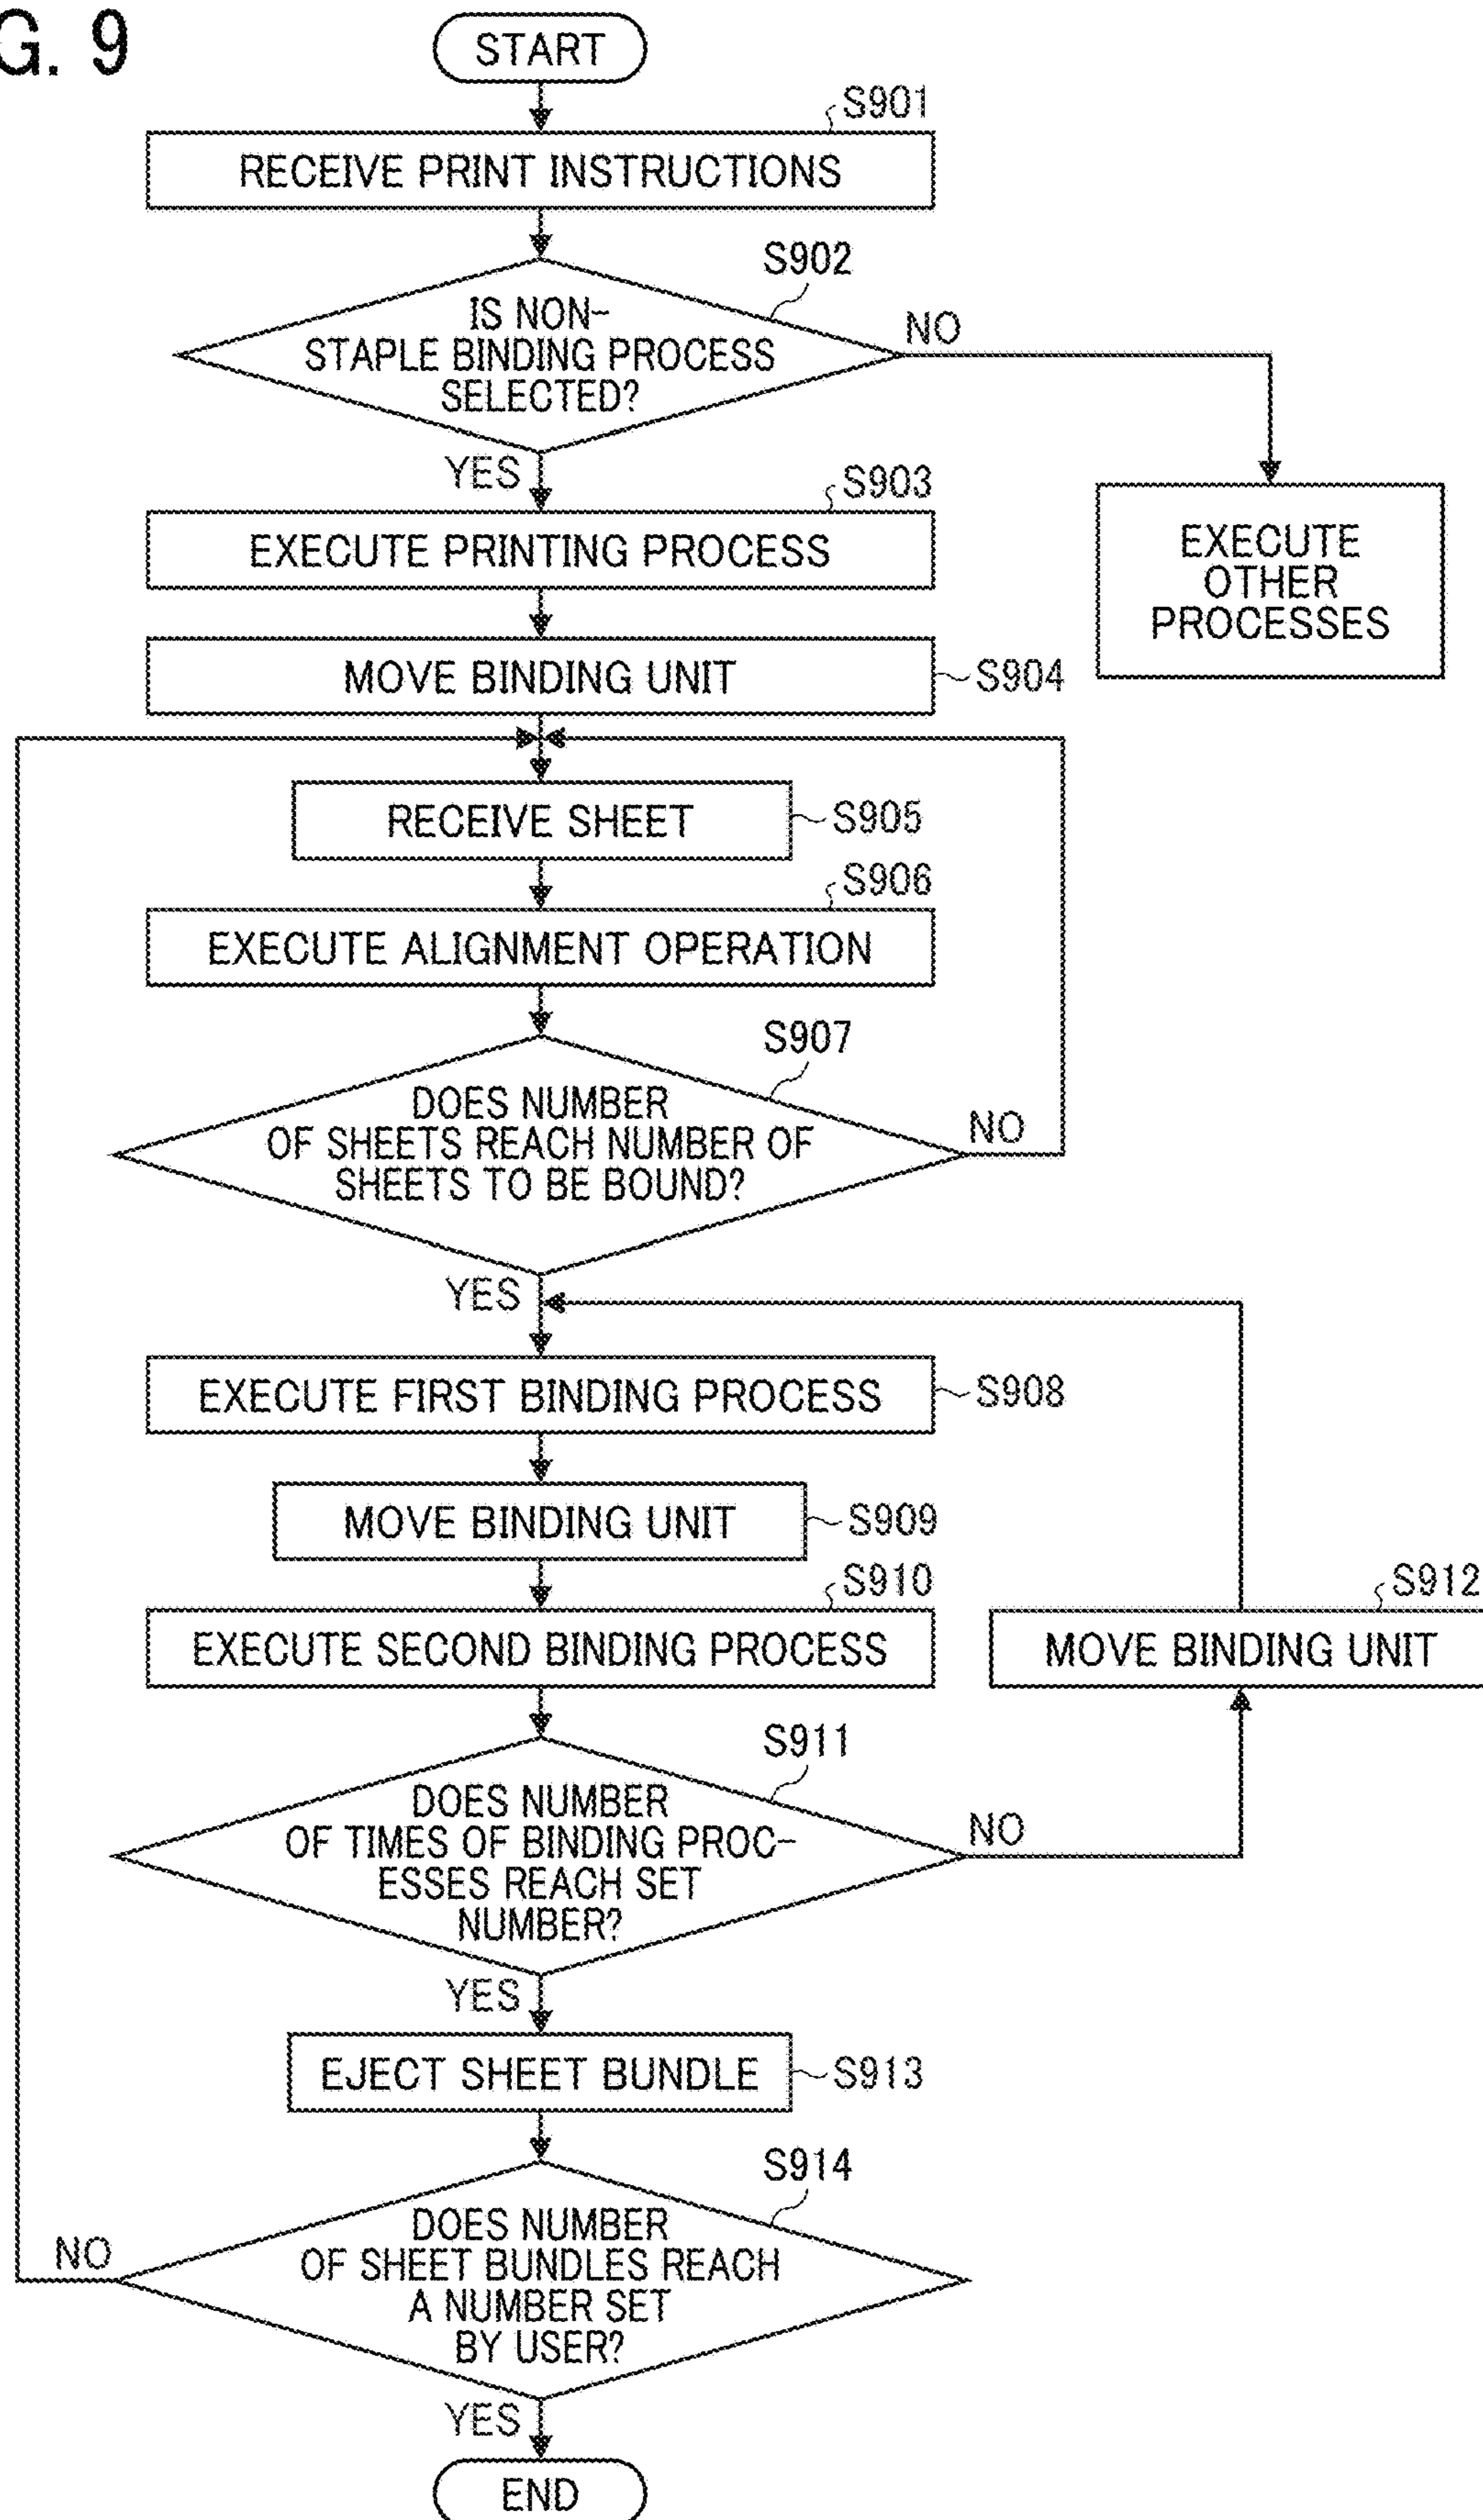 G. 9
START
S901
RECEIVE PRINT INSTRUCTIONS
S902
IS NON-
STAPLE BINDING PROCESS
SELECTED?
NO
YES
S903
EXECUTE PRINTING PROCESS
EXECUTE
OTHER
PROCESSES
MOVE BINDING UNIT
S904
RECEIVE SHEET
S905
S906
EXECUTE ALIGNMENT OPERATION
S907
DOES NUMBER
OF SHEETS REACH NUMBER OF
SHEETS TO BE BOUND?
NO
YES
EXECUTE FIRST BINDING PROCESS
S908
MOVE BINDING UNIT
S909
S910
EXECUTE SECOND BINDING PROCESS
S912
MOVE BINDING UNIT
S911
DOES NUMBER
OF TIMES OF BINDING PROC-
ESSES REACH SET
NUMBER?
NO
YES
EJECT SHEET BUNDLE
S913
S914
DOES NUMBER
OF SHEET BUNDLES REACH
A NUMBER SET
BY USER?
NO
YES
END